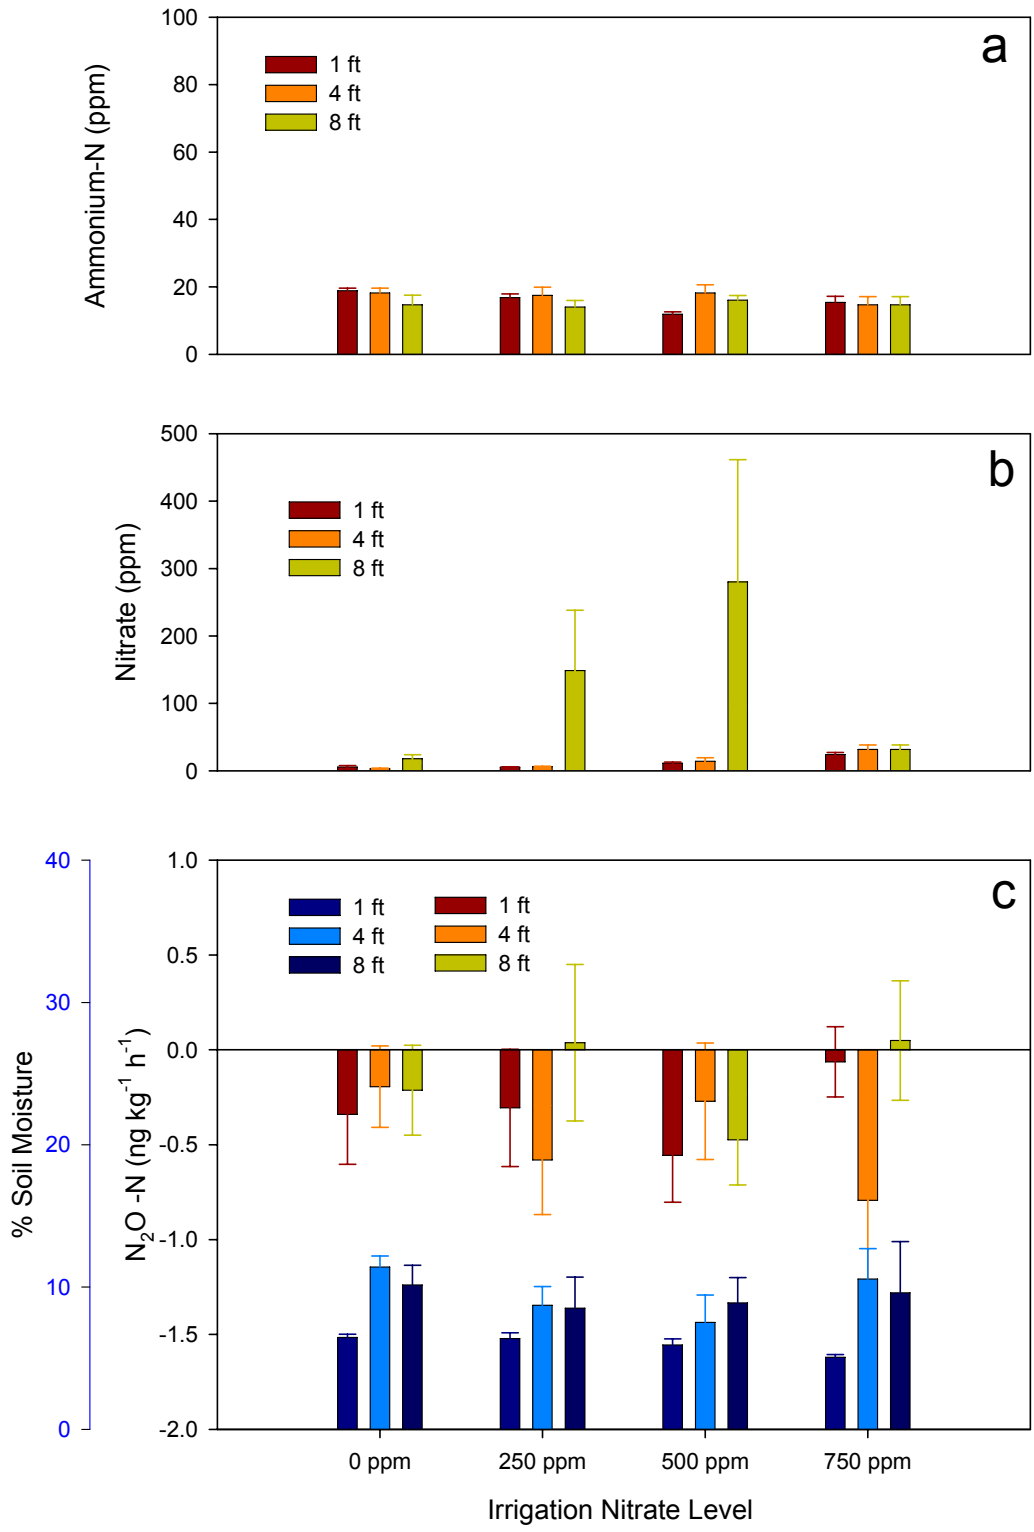 a
100
80
60
40
20
0
Ammonium-N (ppm)
1 ft
4 ft
8 ft
b
500
400
300
200
100
0
Nitrate (ppm)
1 ft
4 ft
8 ft
c
40
30
20
10
0
% Soil Moisture
1.0
0.5
0.0
-0.5
-1.0
-1.5
-2.0
N₂O -N (ng kg⁻¹ h⁻¹)
1 ft
4 ft
8 ft
1 ft
4 ft
8 ft
0 ppm 250 ppm 500 ppm 750 ppm
Irrigation Nitrate Level